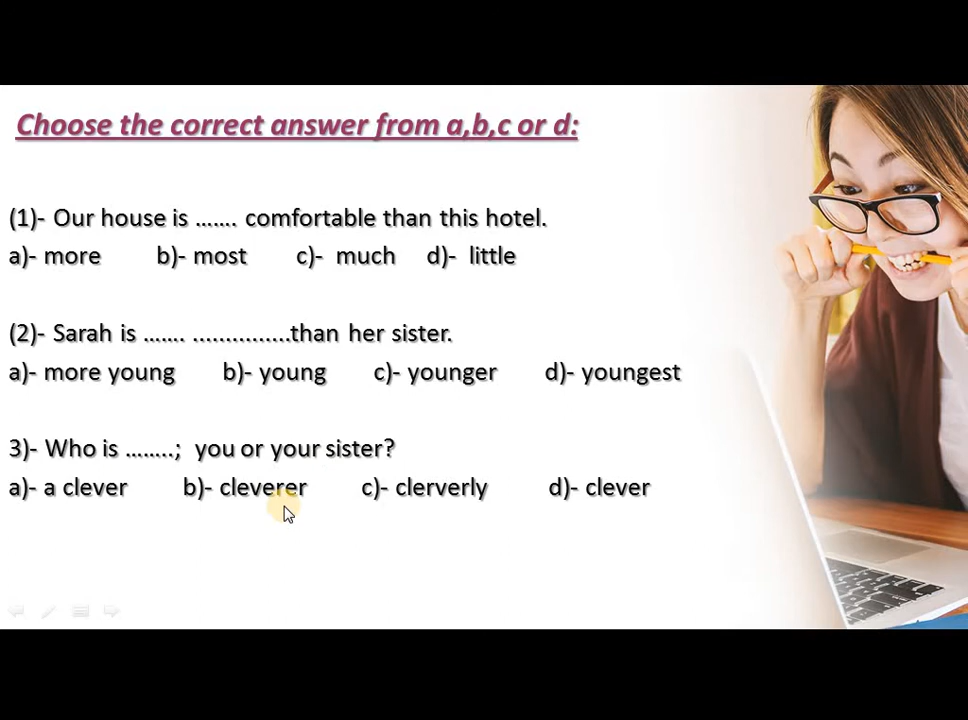 Choose the correct answer from a,b,c or d:
(1)- Our house is ……. comfortable than this hotel.
a)- more b)- most c)- much d)- little
(2)- Sarah is ……. ...............than her sister.
a)- more young b)- young c)- younger d)- youngest
3)- Who is ……..; you or your sister?
a)- a clever b)- cleverer c)- clerverly d)- clever